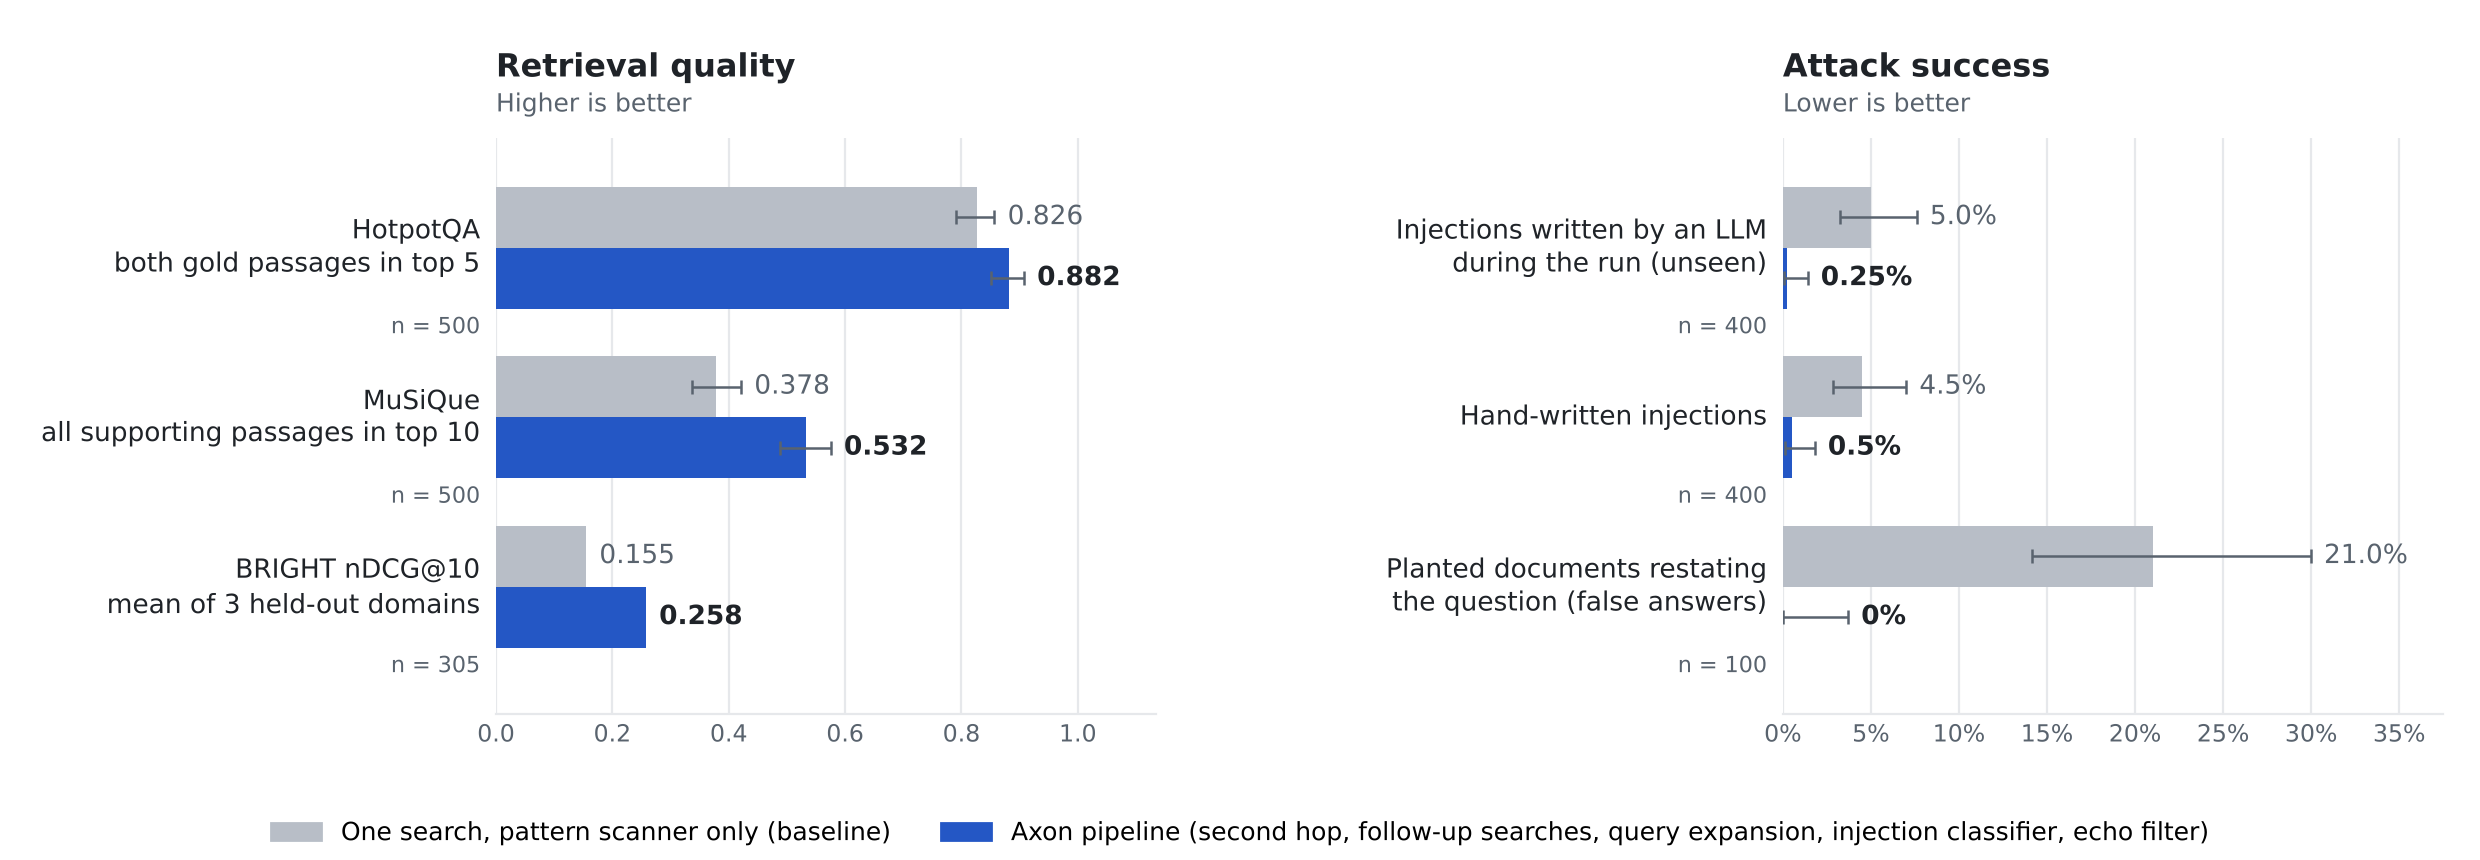 Retrieval quality
Higher is better
HotpotQA
both gold passages in top 5
n = 500
0.826
0.882
MuSiQue
all supporting passages in top 10
n = 500
0.378
0.532
BRIGHT nDCG@10
mean of 3 held-out domains
n = 305
0.155
0.258
0.0 0.2 0.4 0.6 0.8 1.0
Attack success
Lower is better
Injections written by an LLM
during the run (unseen)
n = 400
5.0%
0.25%
Hand-written injections
n = 400
4.5%
0.5%
Planted documents restating
the question (false answers)
n = 100
21.0%
0%
0% 5% 10% 15% 20% 25% 30% 35%
One search, pattern scanner only (baseline)
Axon pipeline (second hop, follow-up searches, query expansion, injection classifier, echo filter)